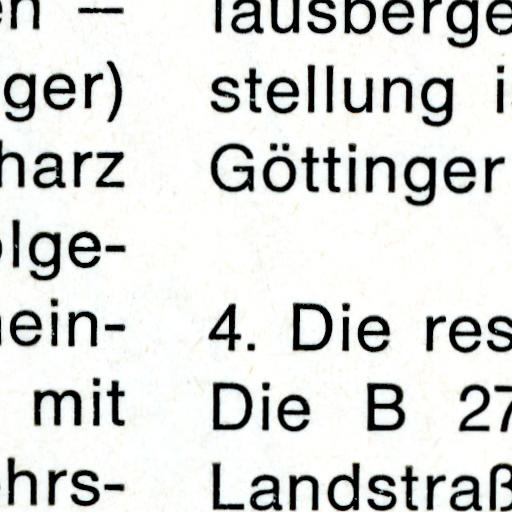 en —
ger)
harz
olge-
ein-
mit
hrs-
lausberge
stellung i
Göttinger
4. Die res
Die B 27
Landstraß